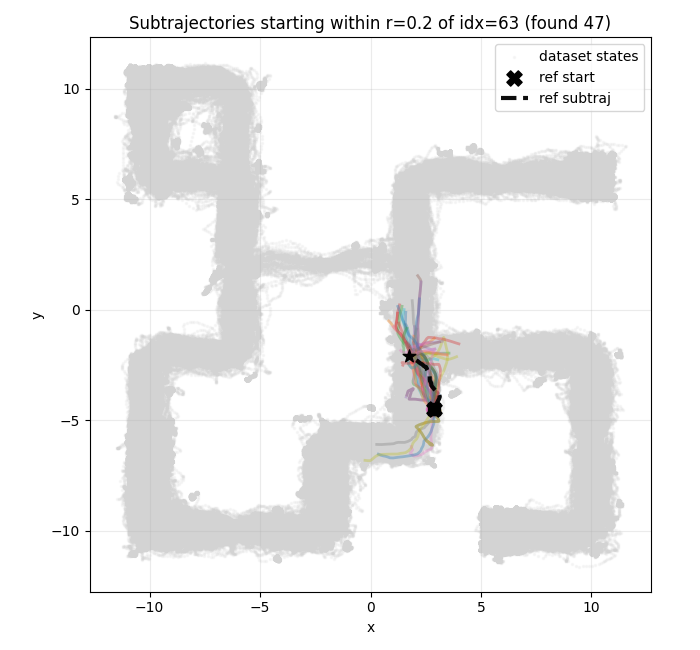 Subtrajectories starting within r=0.2 of idx=63 (found 47)
dataset states
ref start
ref subtraj
10
5
0
−5
−10
y
−10
−5
0
5
10
x